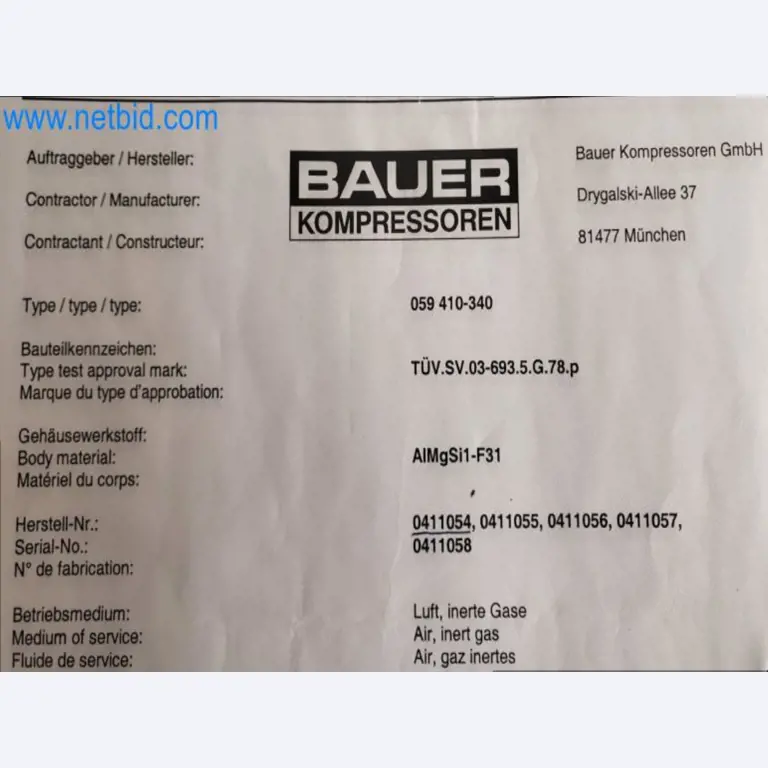 www.netbid.com
Auftraggeber / Hersteller:
Contractor / Manufacturer:
Contractant / Constructeur:
BAUER
KOMPRESSOREN
Bauer Kompressoren GmbH
Drygalski-Allee 37
81477 München
Type / type / type: 059 410-340
Bauteilkennzeichen:
Type test approval mark: TÜV.SV.03-693.5.G.78.p
Marque du type d'approbation:
Gehäusewerkstoff:
Body material: AlMgSi1-F31
Matériel du corps:
Herstell-Nr.: 0411054, 0411055, 0411056, 0411057,
Serial-No.: 0411058
N° de fabrication:
Betriebsmedium: Luft, inerte Gase
Medium of service: Air, inert gas
Fluide de service: Air, gaz inertes